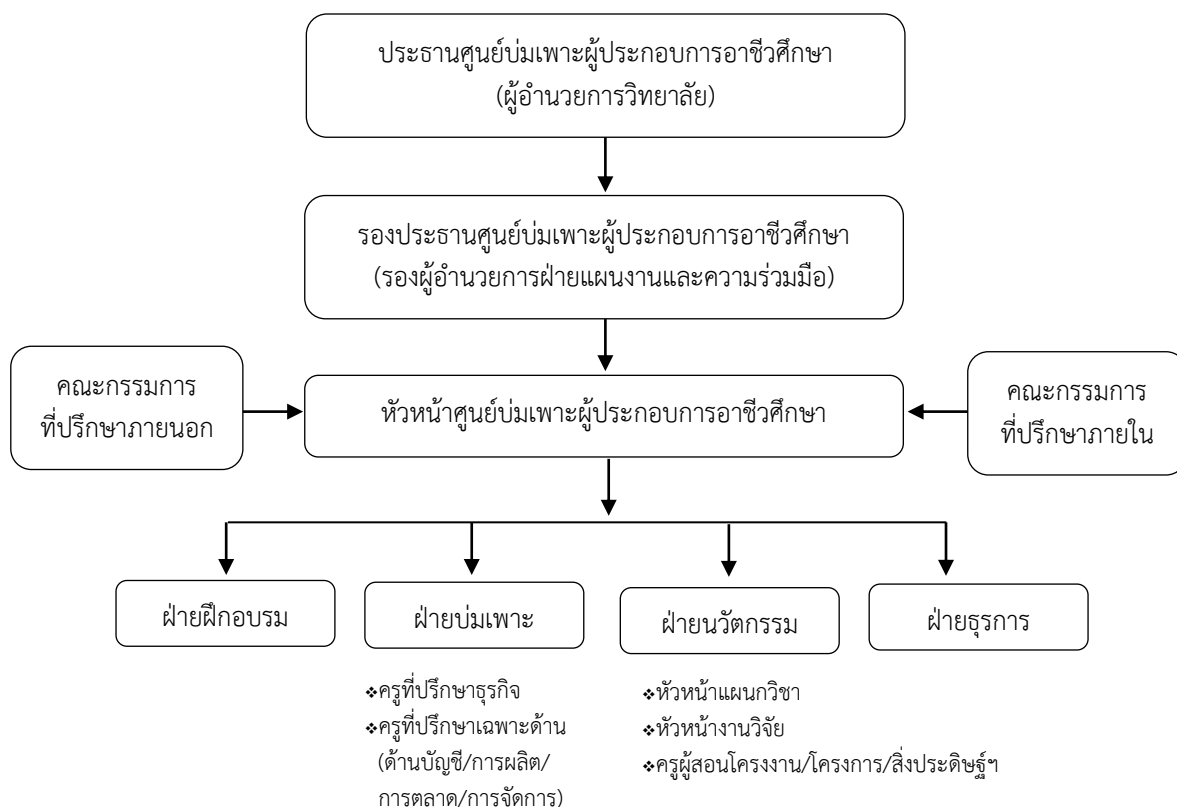 ประธานศูนย์บ่มเพาะผู้ประกอบการอาชีวศึกษา
(ผู้อำนวยการวิทยาลัย)
รองประธานศูนย์บ่มเพาะผู้ประกอบการอาชีวศึกษา
(รองผู้อำนวยการฝ่ายแผนงานและความร่วมมือ)
คณะกรรมการ
ที่ปรึกษาภายนอก
หัวหน้าศูนย์บ่มเพาะผู้ประกอบการอาชีวศึกษา
คณะกรรมการ
ที่ปรึกษาภายใน
ฝ่ายฝึกอบรม
ฝ่ายบ่มเพาะ
ฝ่ายนวัตกรรม
ฝ่ายธุรการ
❖ครูที่ปรึกษาธุรกิจ
❖ครูที่ปรึกษาเฉพาะด้าน
(ด้านบัญชี/การผลิต/
การตลาด/การจัดการ)
❖หัวหน้าแผนกวิชา
❖หัวหน้างานวิจัย
❖ครูผู้สอนโครงงาน/โครงการ/สิ่งประดิษฐ์ฯ